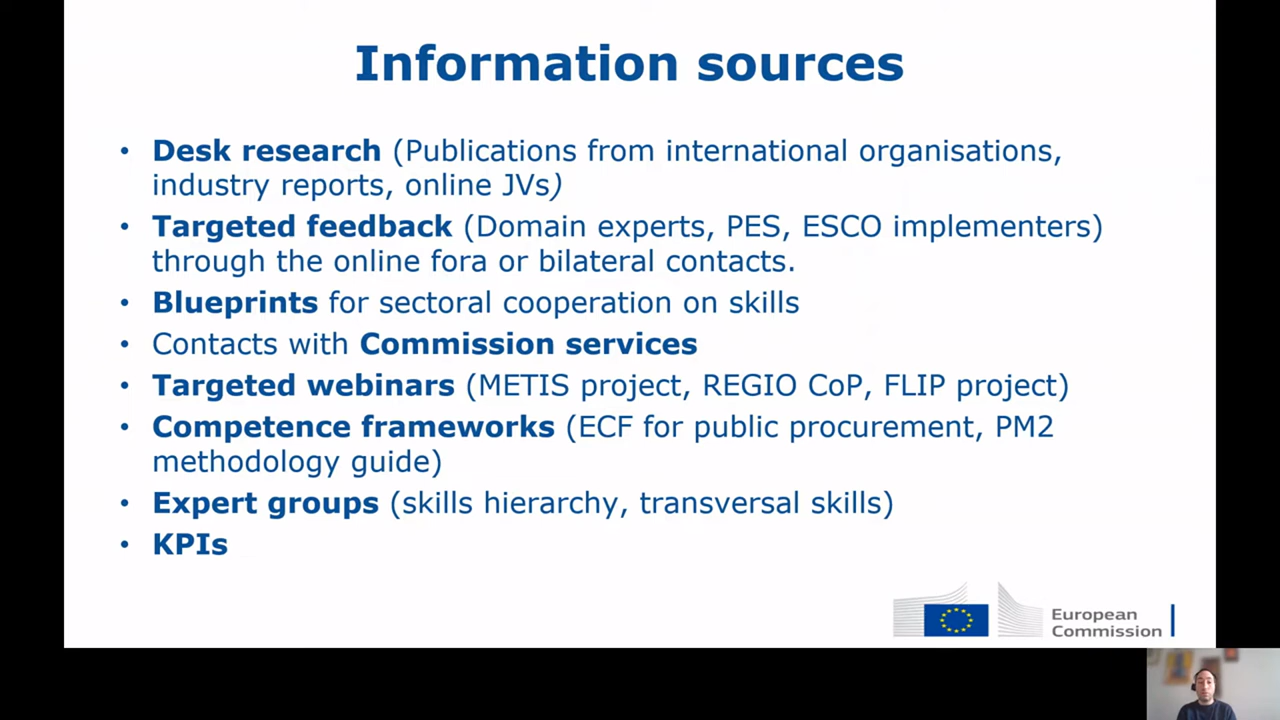 Information sources
• Desk research (Publications from international organisations,
industry reports, online JVs)
• Targeted feedback (Domain experts, PES, ESCO implementers)
through the online fora or bilateral contacts.
• Blueprints for sectoral cooperation on skills
• Contacts with Commission services
• Targeted webinars (METIS project, REGIO CoP, FLIP project)
• Competence frameworks (ECF for public procurement, PM2
methodology guide)
• Expert groups (skills hierarchy, transversal skills)
• KPIs
European
Commission